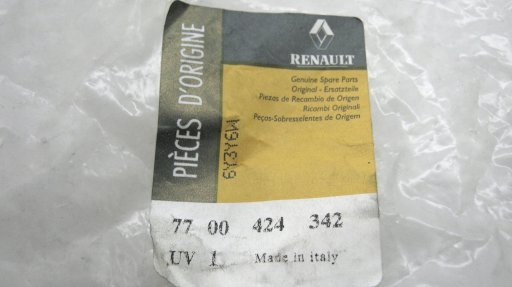 PIÈCES D'ORIGINE
RENAULT
Genuine Spare Parts
Original - Ersatzteile
Piezas de Recambio de Origen
Ricambi Originali
Peças-Sobresselentes de Origem
6Y3Y6W
77 00 424 342
UV 1 Made in italy